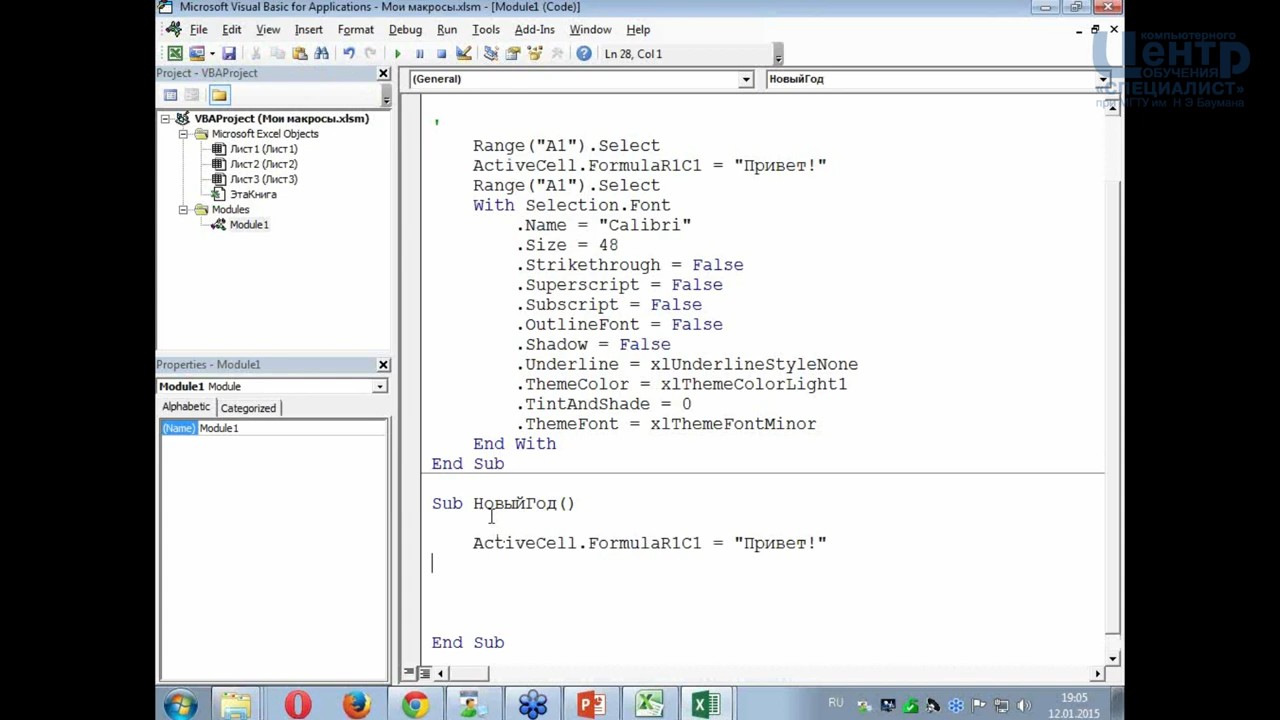 Microsoft Visual Basic for Applications - Мои макросы.xlsm - [Module1 (Code)]
File Edit View Insert Format Debug Run Tools Add-Ins Window Help
Ln 28, Col 1
компьютерного
Центр
ОБУЧЕНИЯ
«СПЕЦИАЛИСТ»
при МГТУ им. Н.Э.Баумана
Project - VBAProject
VBAProject (Мои макросы.xlsm)
Microsoft Excel Objects
Лист1 (Лист1)
Лист2 (Лист2)
Лист3 (Лист3)
ЭтаКнига
Modules
Module1
Properties - Module1
Module1 Module
Alphabetic Categorized
(Name) Module1
(General) НовыйГод
'
Range("A1").Select
ActiveCell.FormulaR1C1 = "Привет!"
Range("A1").Select
With Selection.Font
.Name = "Calibri"
.Size = 48
.Strikethrough = False
.Superscript = False
.Subscript = False
.OutlineFont = False
.Shadow = False
.Underline = xlUnderlineStyleNone
.ThemeColor = xlThemeColorLight1
.TintAndShade = 0
.ThemeFont = xlThemeFontMinor
End With
End Sub
Sub НовыйГод()
ActiveCell.FormulaR1C1 = "Привет!"
End Sub
RU
19:05
12.01.2015